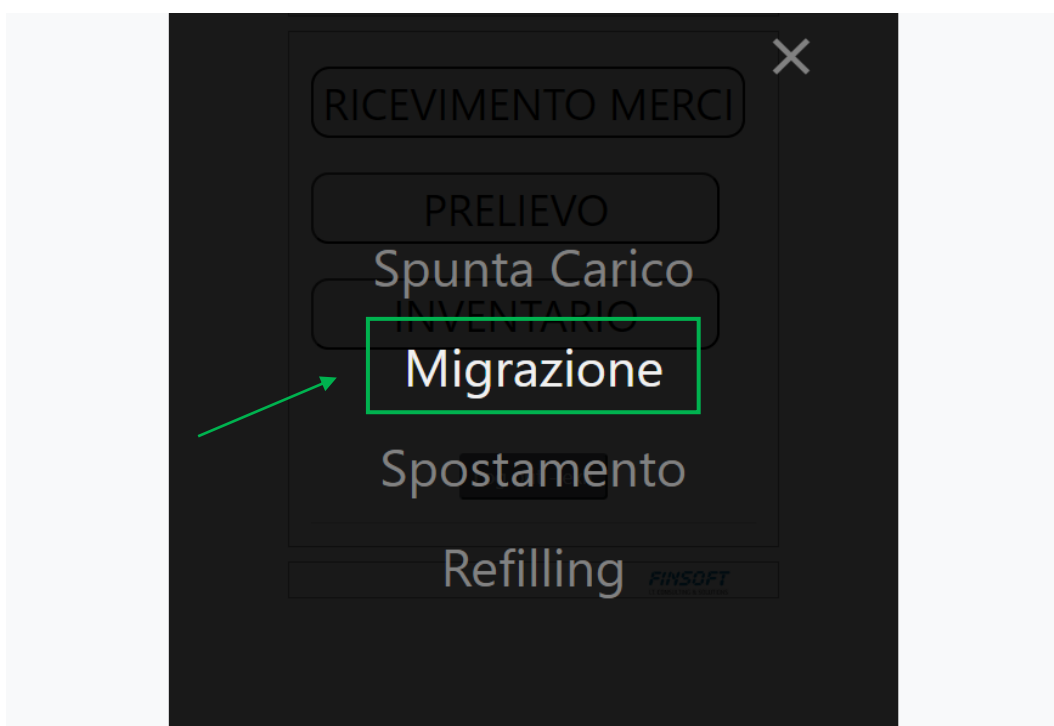 RICEVIMENTO MERCI
PRELIEVO
Spunta Carico
INVENTARIO
Migrazione
Spostamento
Refilling
FINSOFT